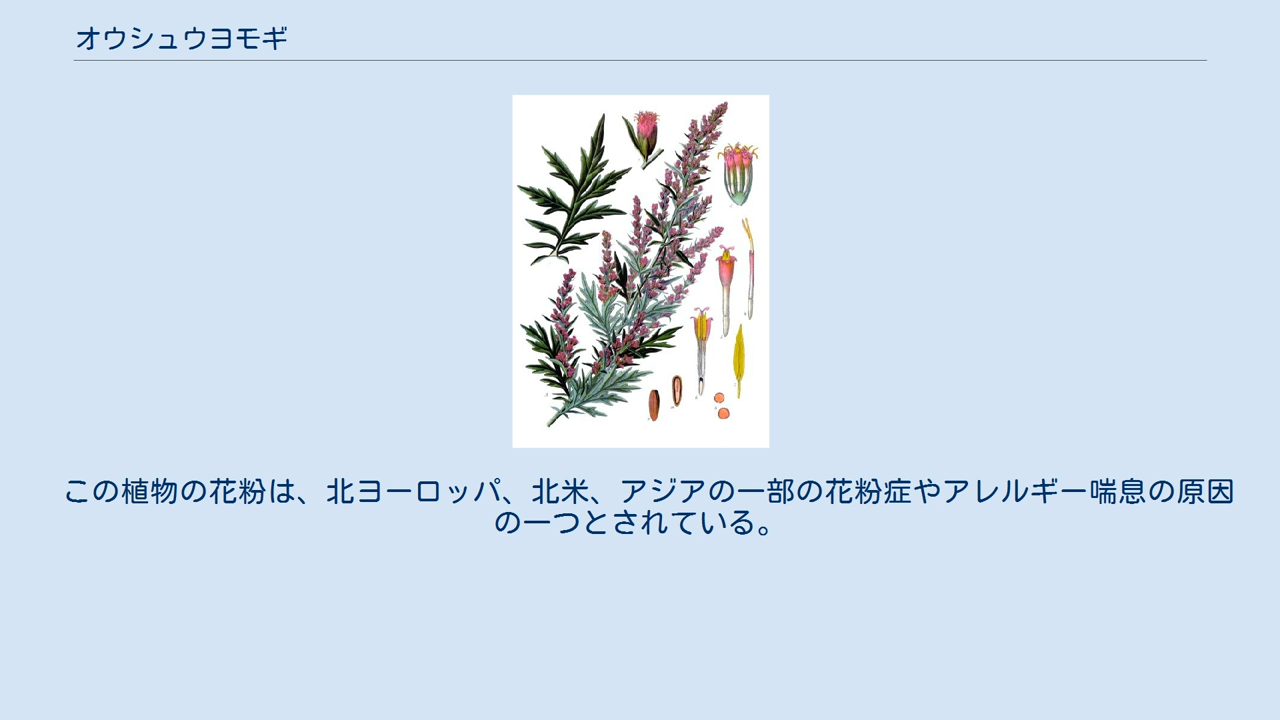 オウシュウヨモギ
この植物の花粉は、北ヨーロッパ、北米、アジアの一部の花粉症やアレルギー喘息の原因
の一つとされている。